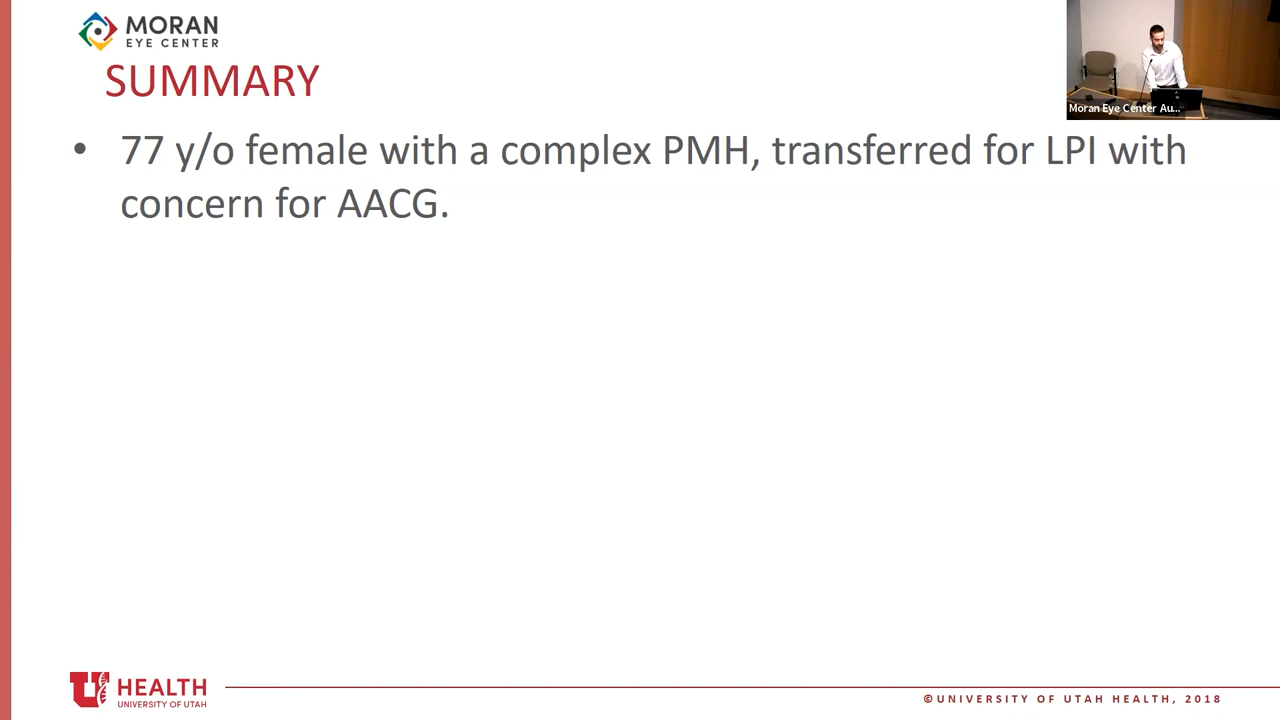 MORAN
EYE CENTER
SUMMARY
Moran Eye Center Au...
• 77 y/o female with a complex PMH, transferred for LPI with
concern for AACG.
U HEALTH
UNIVERSITY OF UTAH
©UNIVERSITY OF UTAH HEALTH, 2018